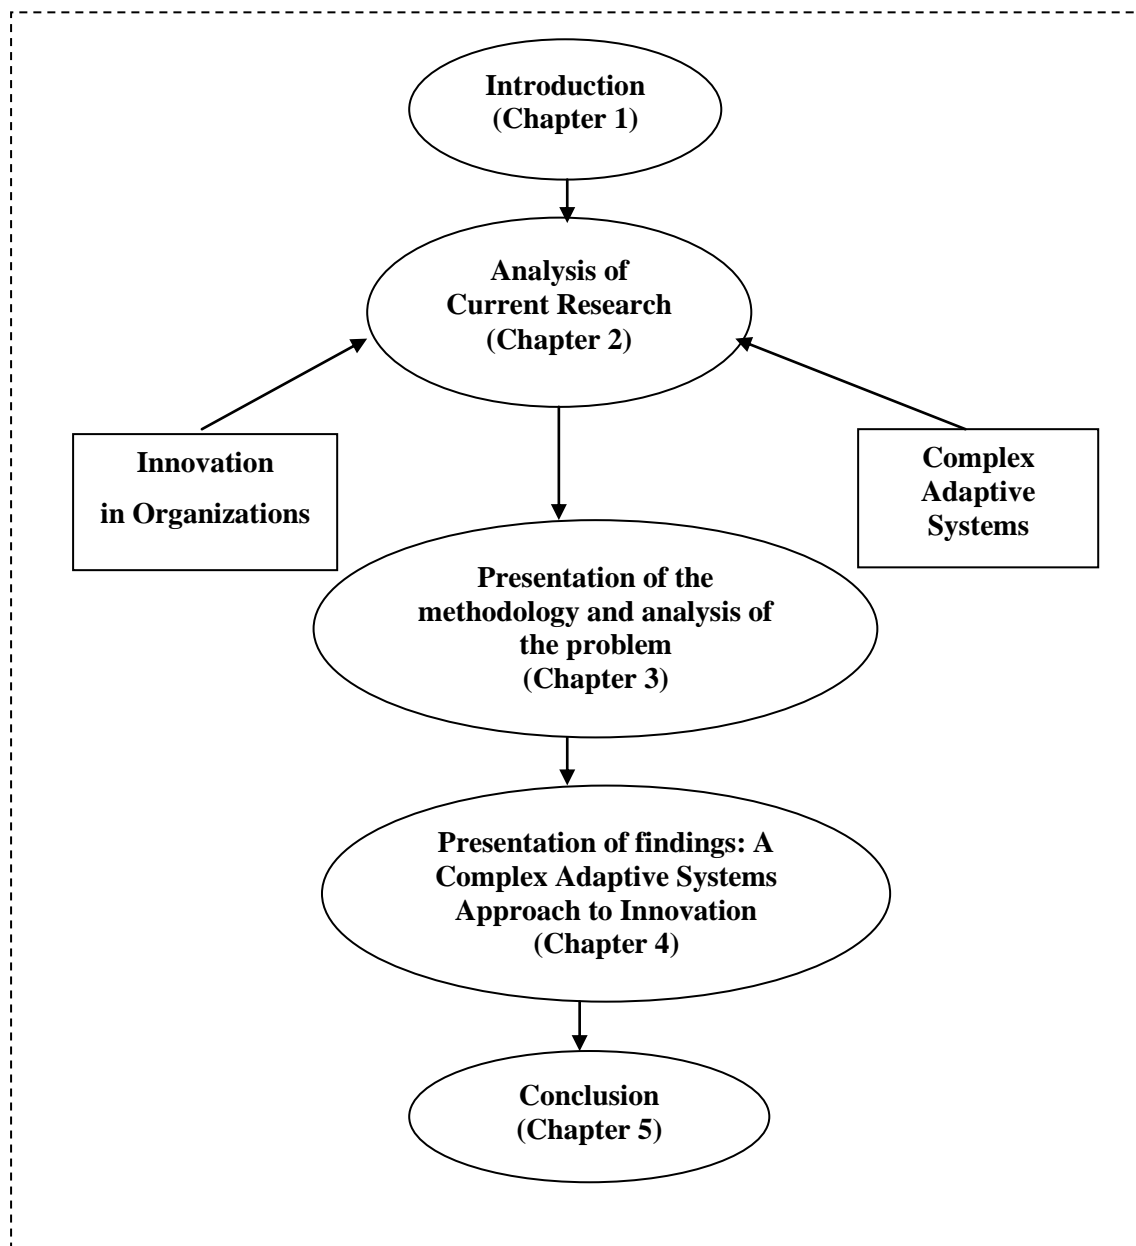 Introduction
(Chapter 1)
Analysis of
Current Research
(Chapter 2)
Innovation
in Organizations
Complex
Adaptive
Systems
Presentation of the
methodology and analysis of
the problem
(Chapter 3)
Presentation of findings: A
Complex Adaptive Systems
Approach to Innovation
(Chapter 4)
Conclusion
(Chapter 5)